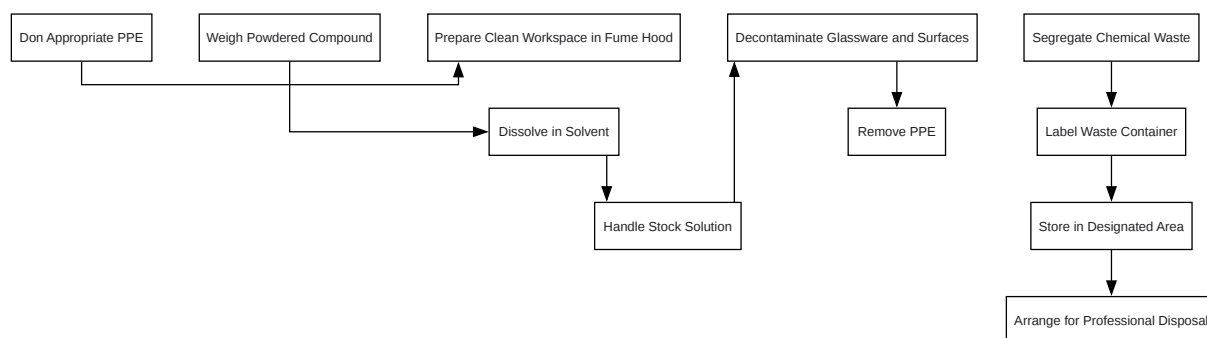 Don Appropriate PPE
Weigh Powdered Compound
Prepare Clean Workspace in Fume Hood
Decontaminate Glassware and Surfaces
Segregate Chemical Waste
Dissolve in Solvent
Remove PPE
Label Waste Container
Handle Stock Solution
Store in Designated Area
Arrange for Professional Disposal